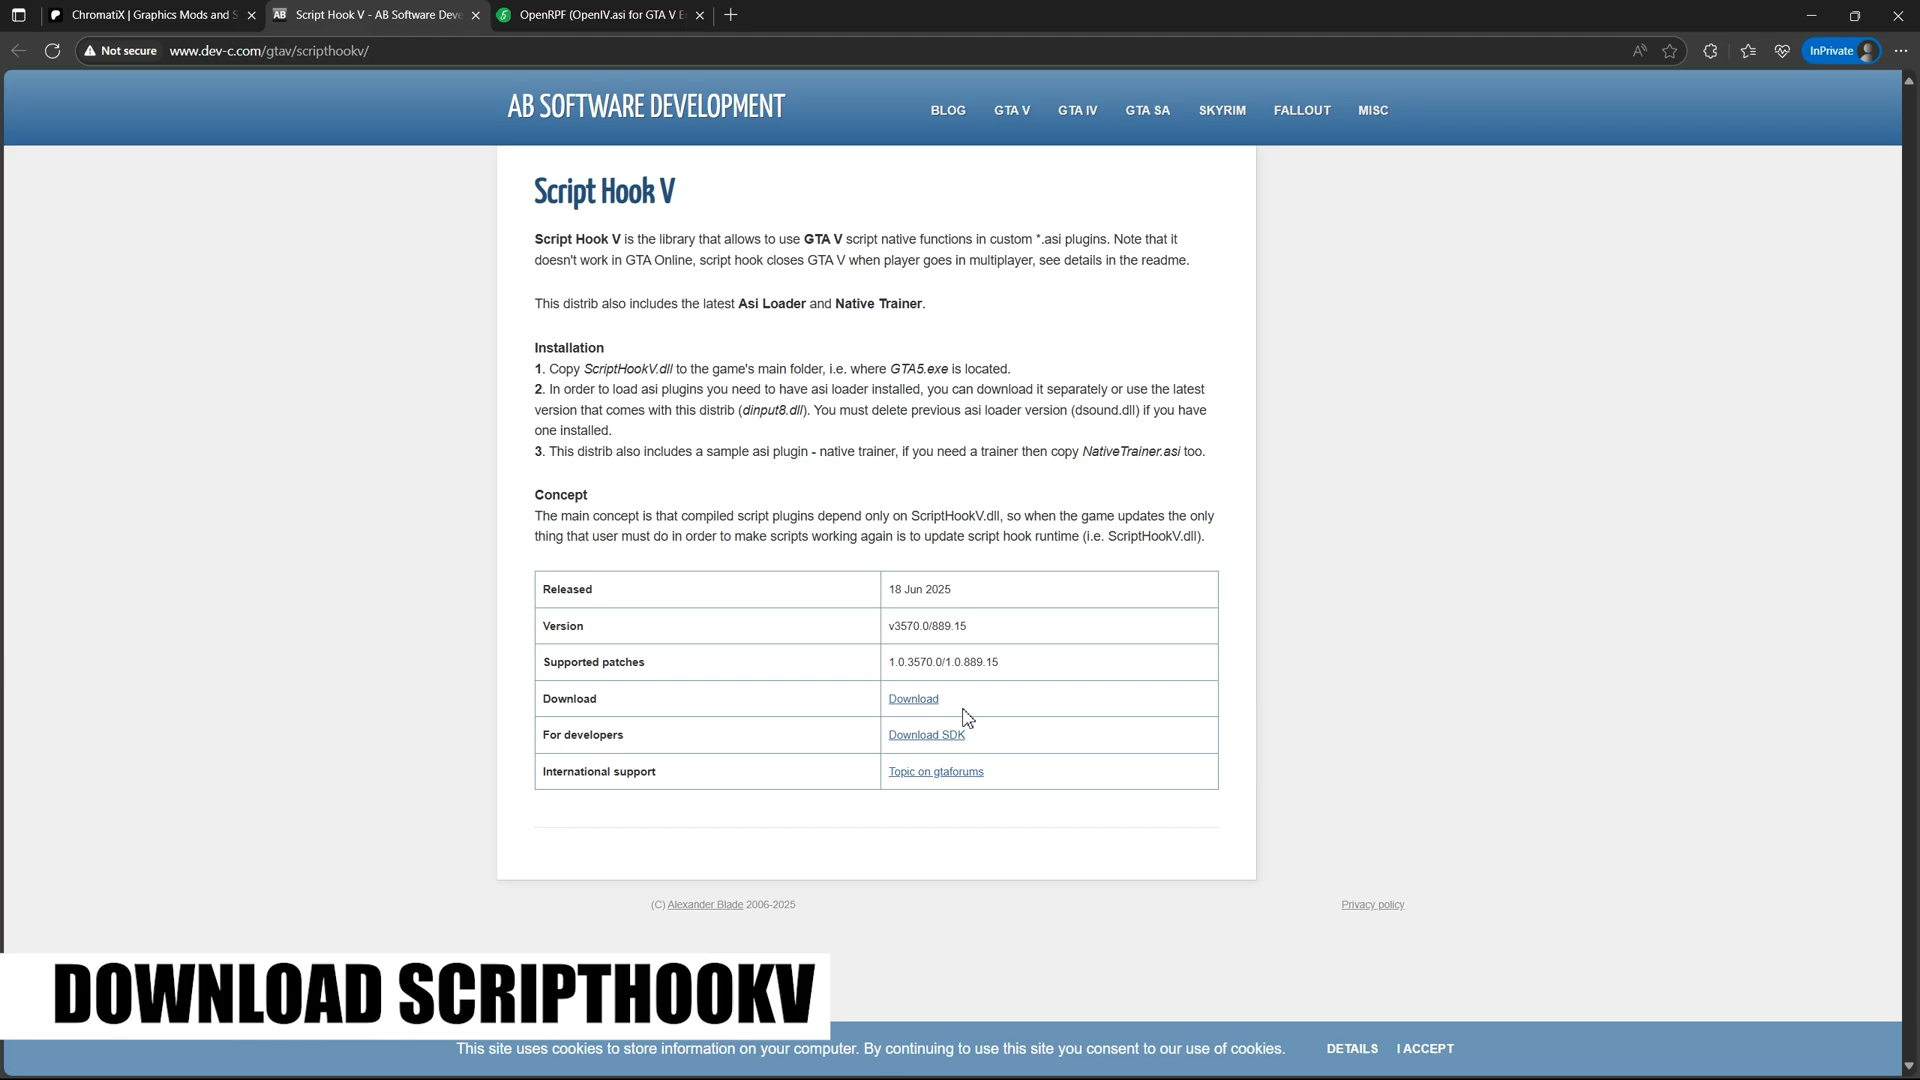 ChromatiX | Graphics Mods and S
Script Hook V - AB Software Deve
OpenRPF (OpenIV.asi for GTA V E
Not secure
www.dev-c.com/gtav/scripthookv/
InPrivate
AB SOFTWARE DEVELOPMENT
BLOG
GTA V
GTA IV
GTA SA
SKYRIM
FALLOUT
MISC
Script Hook V
Script Hook V is the library that allows to use GTA V script native functions in custom *.asi plugins. Note that it
doesn't work in GTA Online, script hook closes GTA V when player goes in multiplayer, see details in the readme.
This distrib also includes the latest Asi Loader and Native Trainer.
Installation
1. Copy ScriptHookV.dll to the game's main folder, i.e. where GTA5.exe is located.
2. In order to load asi plugins you need to have asi loader installed, you can download it separately or use the latest
version that comes with this distrib (dinput8.dll). You must delete previous asi loader version (dsound.dll) if you have
one installed.
3. This distrib also includes a sample asi plugin - native trainer, if you need a trainer then copy NativeTrainer.asi too.
Concept
The main concept is that compiled script plugins depend only on ScriptHookV.dll, so when the game updates the only
thing that user must do in order to make scripts working again is to update script hook runtime (i.e. ScriptHookV.dll).
Released 18 Jun 2025
Version v3570.0/889.15
Supported patches 1.0.3570.0/1.0.889.15
Download Download
For developers Download SDK
International support Topic on gtaforums
(C) Alexander Blade 2006-2025
Privacy policy
DOWNLOAD SCRIPTHOOKV
This site uses cookies to store information on your computer. By continuing to use this site you consent to our use of cookies.
DETAILS
I ACCEPT